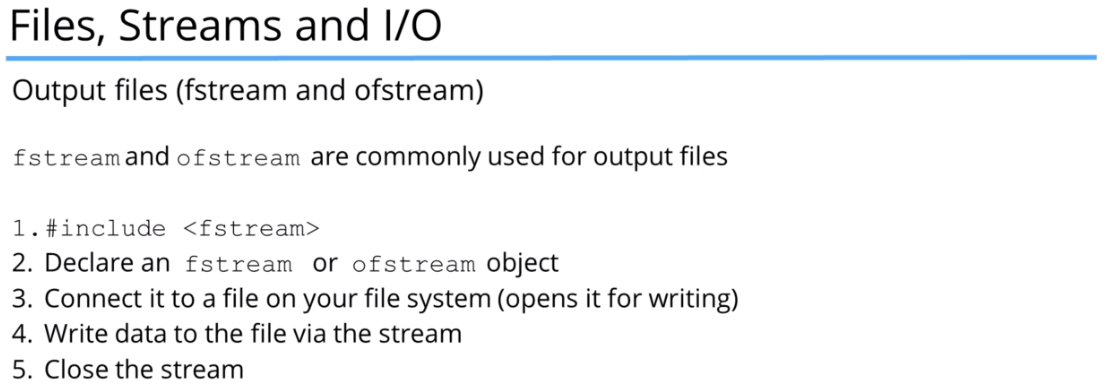 Files, Streams and I/O
Output files (fstream and ofstream)
fstream and ofstream are commonly used for output files
1. #include <fstream>
2. Declare an fstream or ofstream object
3. Connect it to a file on your file system (opens it for writing)
4. Write data to the file via the stream
5. Close the stream